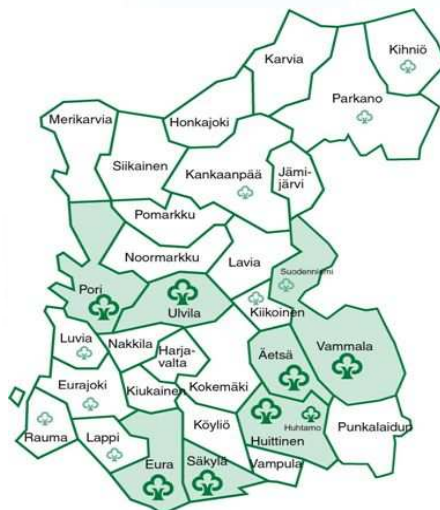 Kihniö
Karvia
Parkano
Merikarvia
Honkajoki
Siikainen
Kankaanpää
Jämi-
järvi
Pomarkku
Noormarkku
Lavia
Suodenniemi
Pori
Ulvila
Kiikoinen
Luvia
Nakkila
Harja-
valta
Äetsä
Vammala
Eurajoki
Kiukainen
Kokemäki
Rauma
Lappi
Köyliö
Huhtamo
Huittinen
Punkalaidun
Eura
Säkylä
Vampula